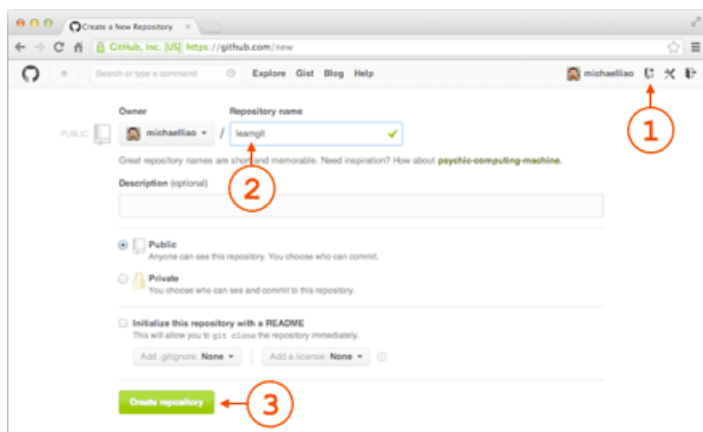 Create a New Repository
GitHub, Inc. [US] https://github.com/new
Search or type a command
Explore Gist Blog Help
michaelliao
1
Owner
Repository name
PUBLIC
michaelliao / learngit
Great repository names are short and memorable. Need inspiration? How about psychic-computing-machine.
2
Description (optional)
Public
Anyone can see this repository. You choose who can commit.
Private
You choose who can see and commit to this repository.
Initialize this repository with a README
This will allow you to git clone the repository immediately.
Add .gitignore: None
Add a license: None
Create repository
3